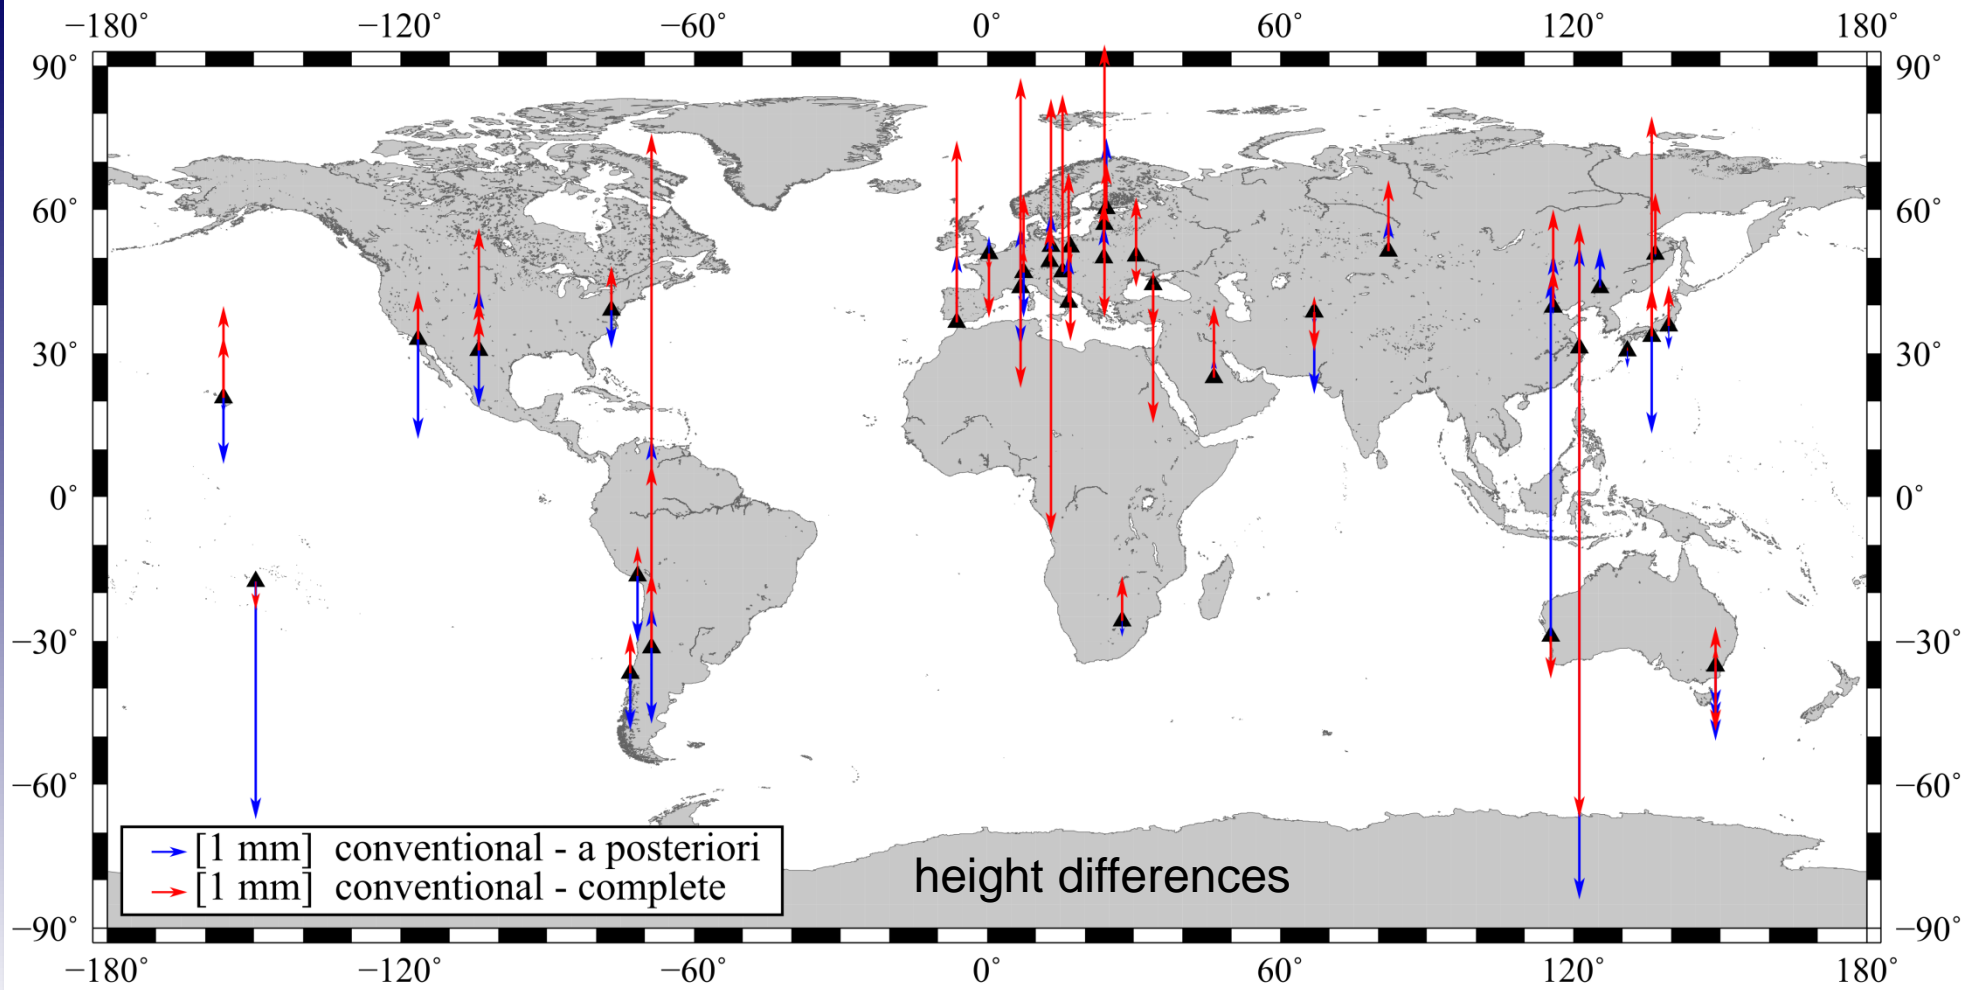 −180° −120° −60° 0° 60° 120° 180°
90° 90°
60° 60°
30° 30°
0° 0°
−30° −30°
−60° −60°
[1 mm] conventional - a posteriori
[1 mm] conventional - complete
height differences
−90° −90°
−180° −120° −60° 0° 60° 120° 180°